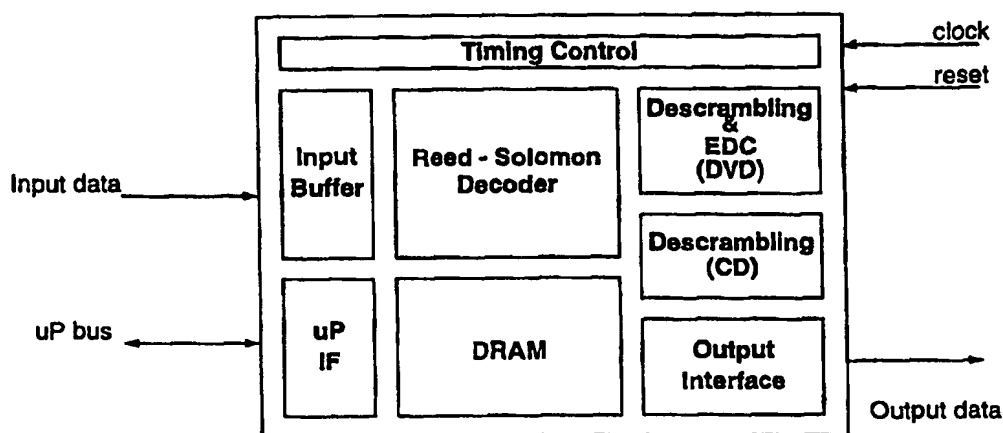 Timing Control
clock
reset
Input data
Input
Buffer
Reed - Solomon
Decoder
Descrambling
&
EDC
(DVD)
Descrambling
(CD)
uP bus
uP
IF
DRAM
Output
Interface
Output data